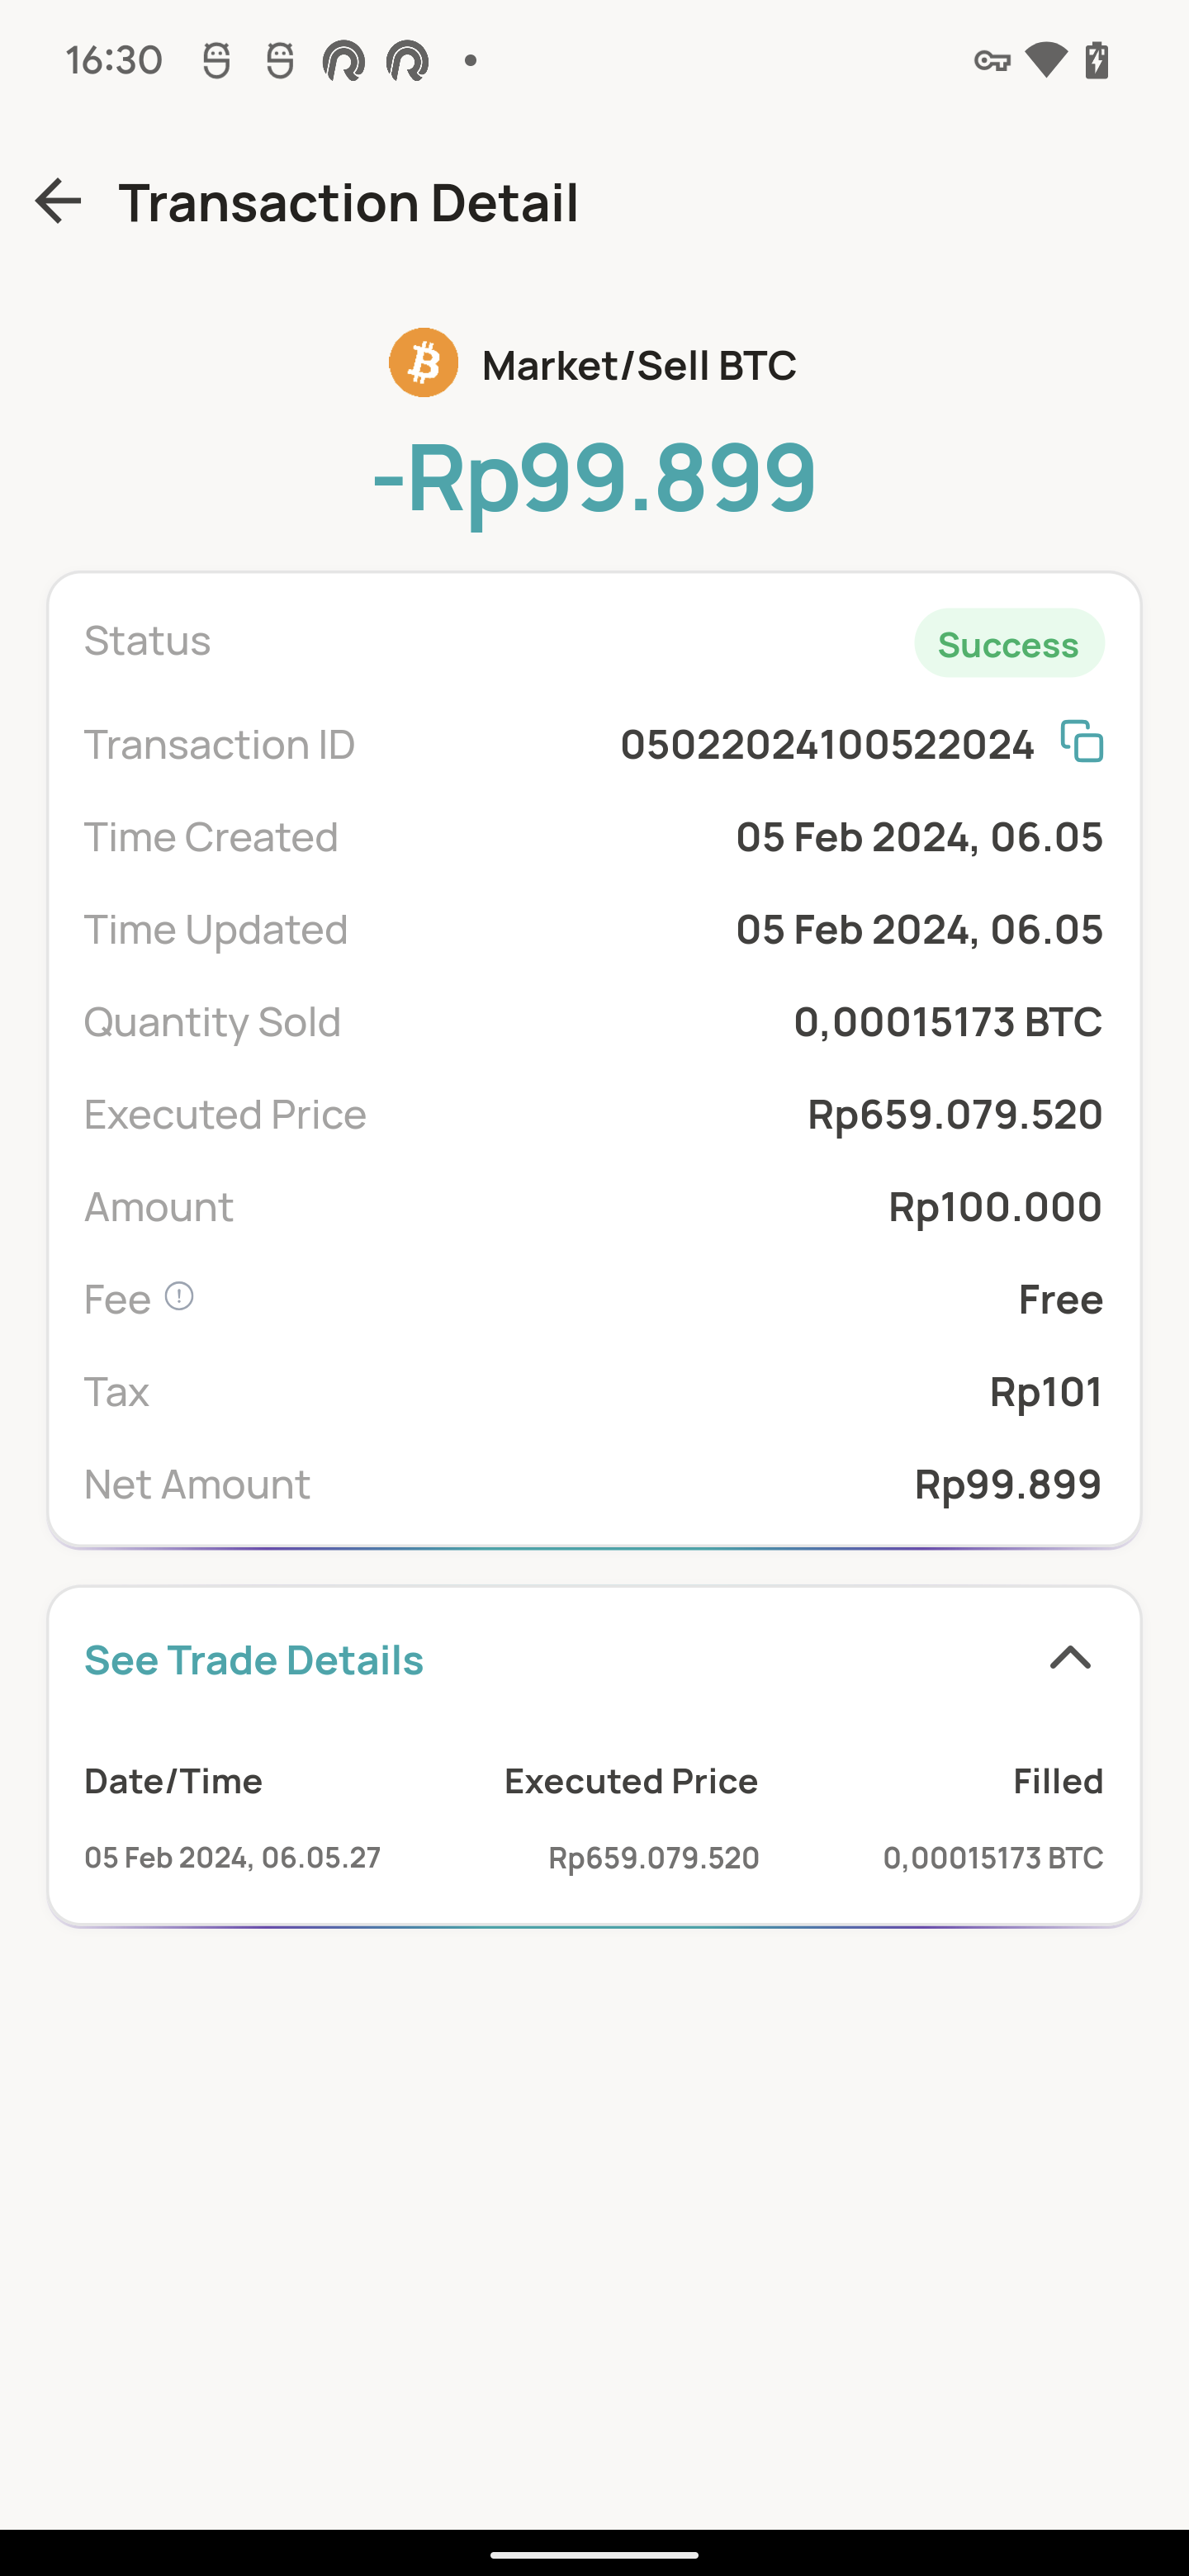 16:30
Transaction Detail
Market/Sell BTC
-Rp99.899
Status Success
Transaction ID 05022024100522024
Time Created 05 Feb 2024, 06.05
Time Updated 05 Feb 2024, 06.05
Quantity Sold 0,00015173 BTC
Executed Price Rp659.079.520
Amount Rp100.000
Fee Free
Tax Rp101
Net Amount Rp99.899
See Trade Details
Date/Time Executed Price Filled
05 Feb 2024, 06.05.27 Rp659.079.520 0,00015173 BTC